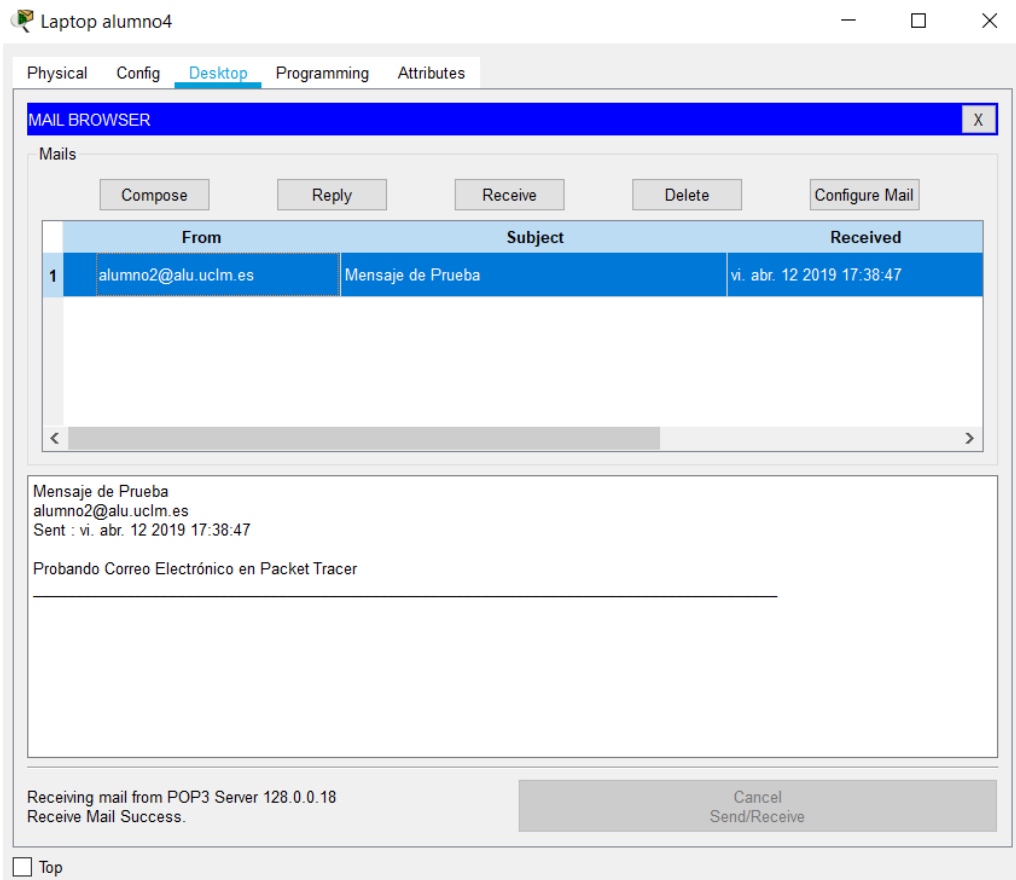 Laptop alumno4
Physical Config Desktop Programming Attributes
MAIL BROWSER X
Mails
Compose Reply Receive Delete Configure Mail
From Subject Received
1 alumno2@alu.uclm.es Mensaje de Prueba vi. abr. 12 2019 17:38:47
Mensaje de Prueba
alumno2@alu.uclm.es
Sent : vi. abr. 12 2019 17:38:47
Probando Correo Electrónico en Packet Tracer
Receiving mail from POP3 Server 128.0.0.18
Receive Mail Success.
Cancel
Send/Receive
Top